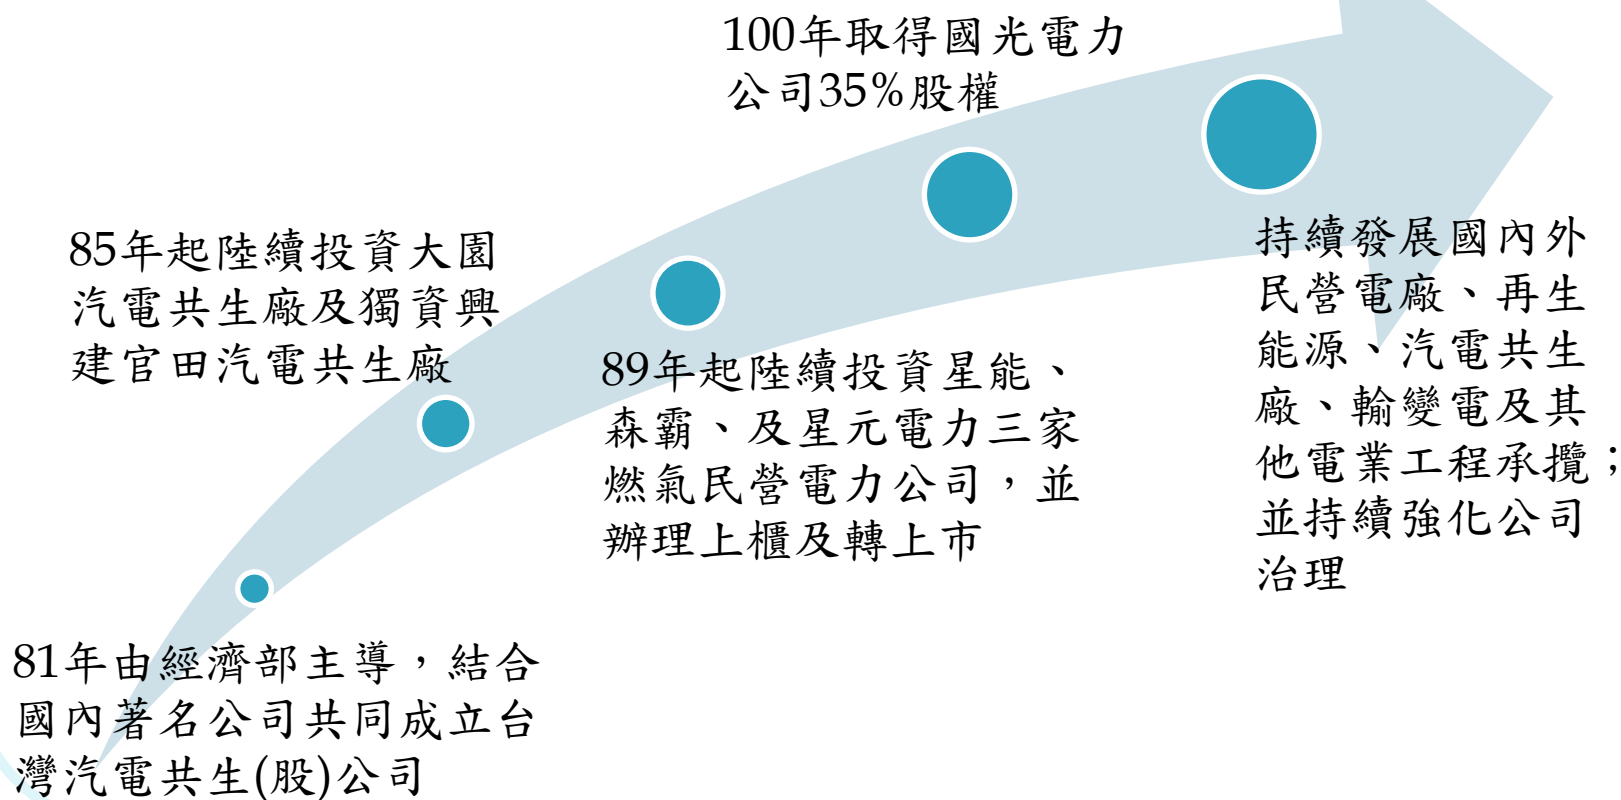 100年取得國光電力
公司35%股權
85年起陸續投資大園
汽電共生廠及獨資興
建官田汽電共生廠
89年起陸續投資星能、
森霸、及星元電力三家
燃氣民營電力公司，並
辦理上櫃及轉上市
持續發展國內外
民營電廠、再生
能源、汽電共生
廠、輸變電及其
他電業工程承攬；
並持續強化公司
治理
81年由經濟部主導，結合
國內著名公司共同成立台
灣汽電共生(股)公司